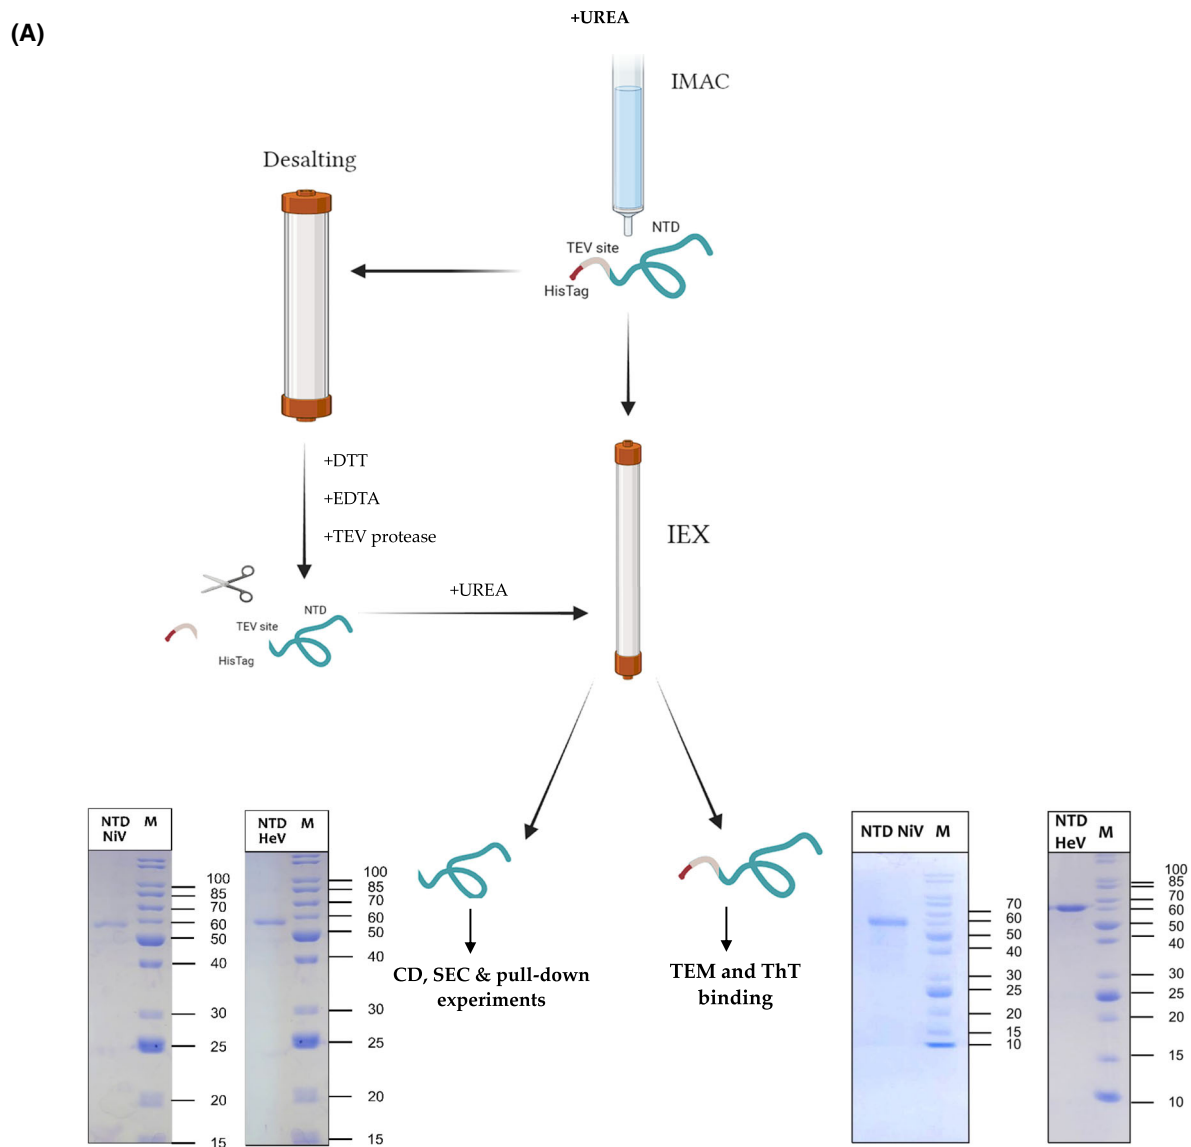 (A)
+UREA
IMAC
Desalting
NTD
TEV site
HisTag
+DTT
+EDTA
+TEV protease
IEX
+UREA
NTD
TEV site
HisTag
NTD
NiV
M
100
85
70
60
50
40
30
25
20
15
NTD
HeV
M
100
85
70
60
50
40
30
25
20
15
CD, SEC & pull-down
experiments
TEM and ThT
binding
NTD NiV M
70
60
50
40
30
25
20
15
10
NTD
HeV
M
100
85
70
60
50
40
30
25
20
15
10